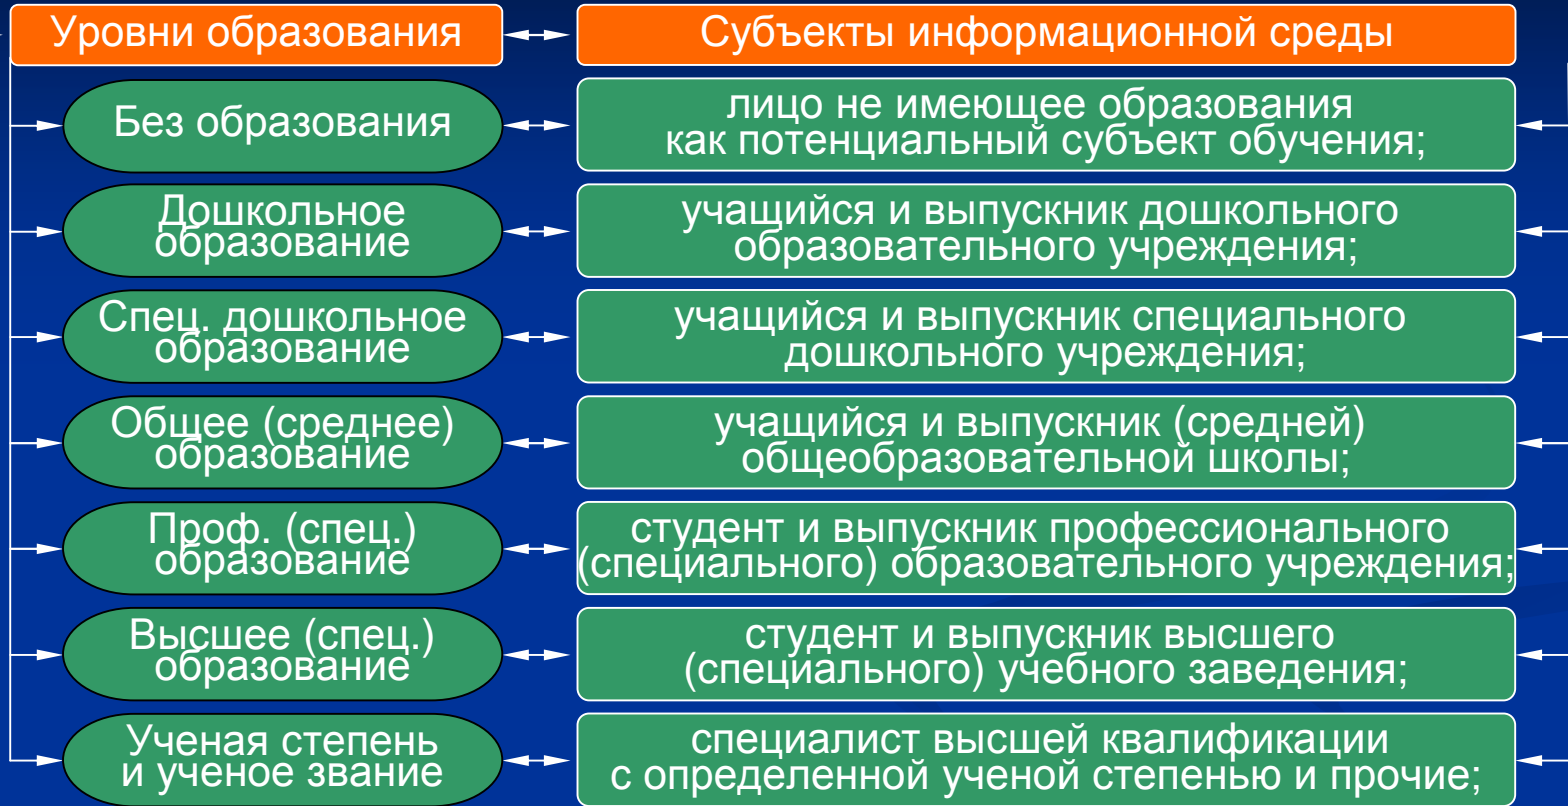 Уровни образования
Субъекты информационной среды
Без образования
лицо не имеющее образования
как потенциальный субъект обучения;
Дошкольное
образование
учащийся и выпускник дошкольного
образовательного учреждения;
Спец. дошкольное
образование
учащийся и выпускник специального
дошкольного учреждения;
Общее (среднее)
образование
учащийся и выпускник (средней)
общеобразовательной школы;
Проф. (спец.)
образование
студент и выпускник профессионального
(специального) образовательного учреждения;
Высшее (спец.)
образование
студент и выпускник высшего
(специального) учебного заведения;
Ученая степень
и ученое звание
специалист высшей квалификации
с определенной ученой степенью и прочие;